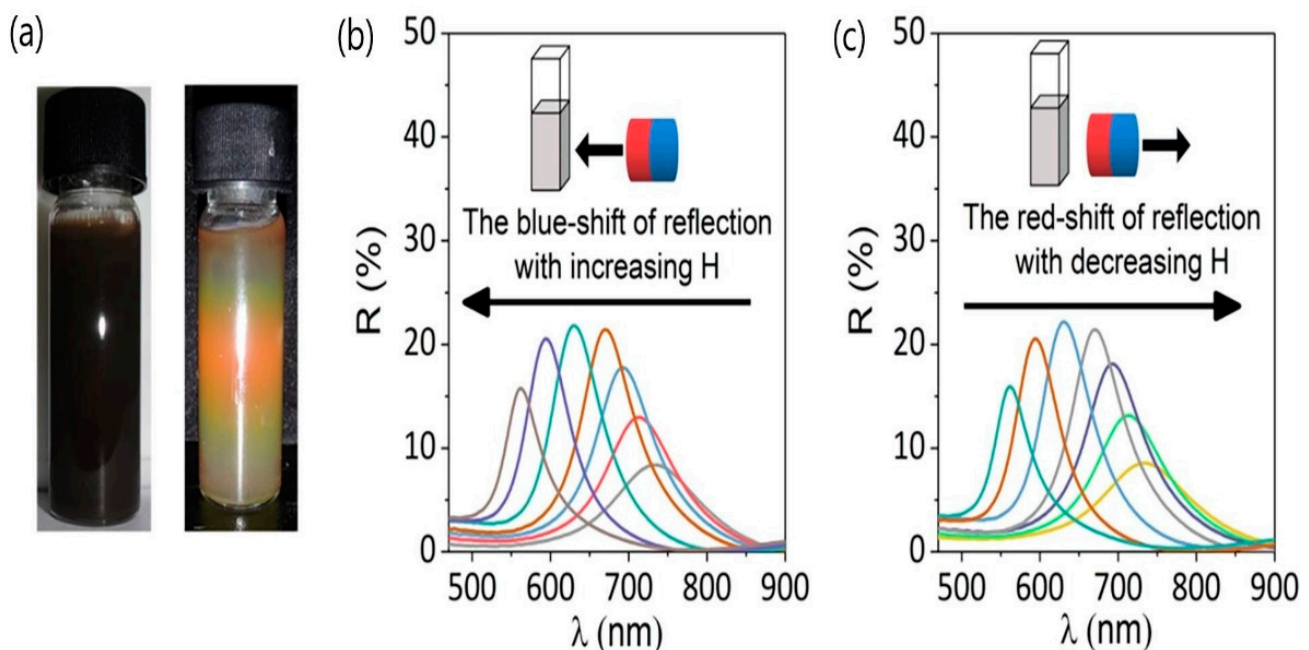 (a)
(b)
50
40
30
20
10
0
R (%)
The blue-shift of reflection
with increasing H
500 600 700 800 900
λ (nm)
(c)
50
40
30
20
10
0
R (%)
The red-shift of reflection
with decreasing H
500 600 700 800 900
λ (nm)